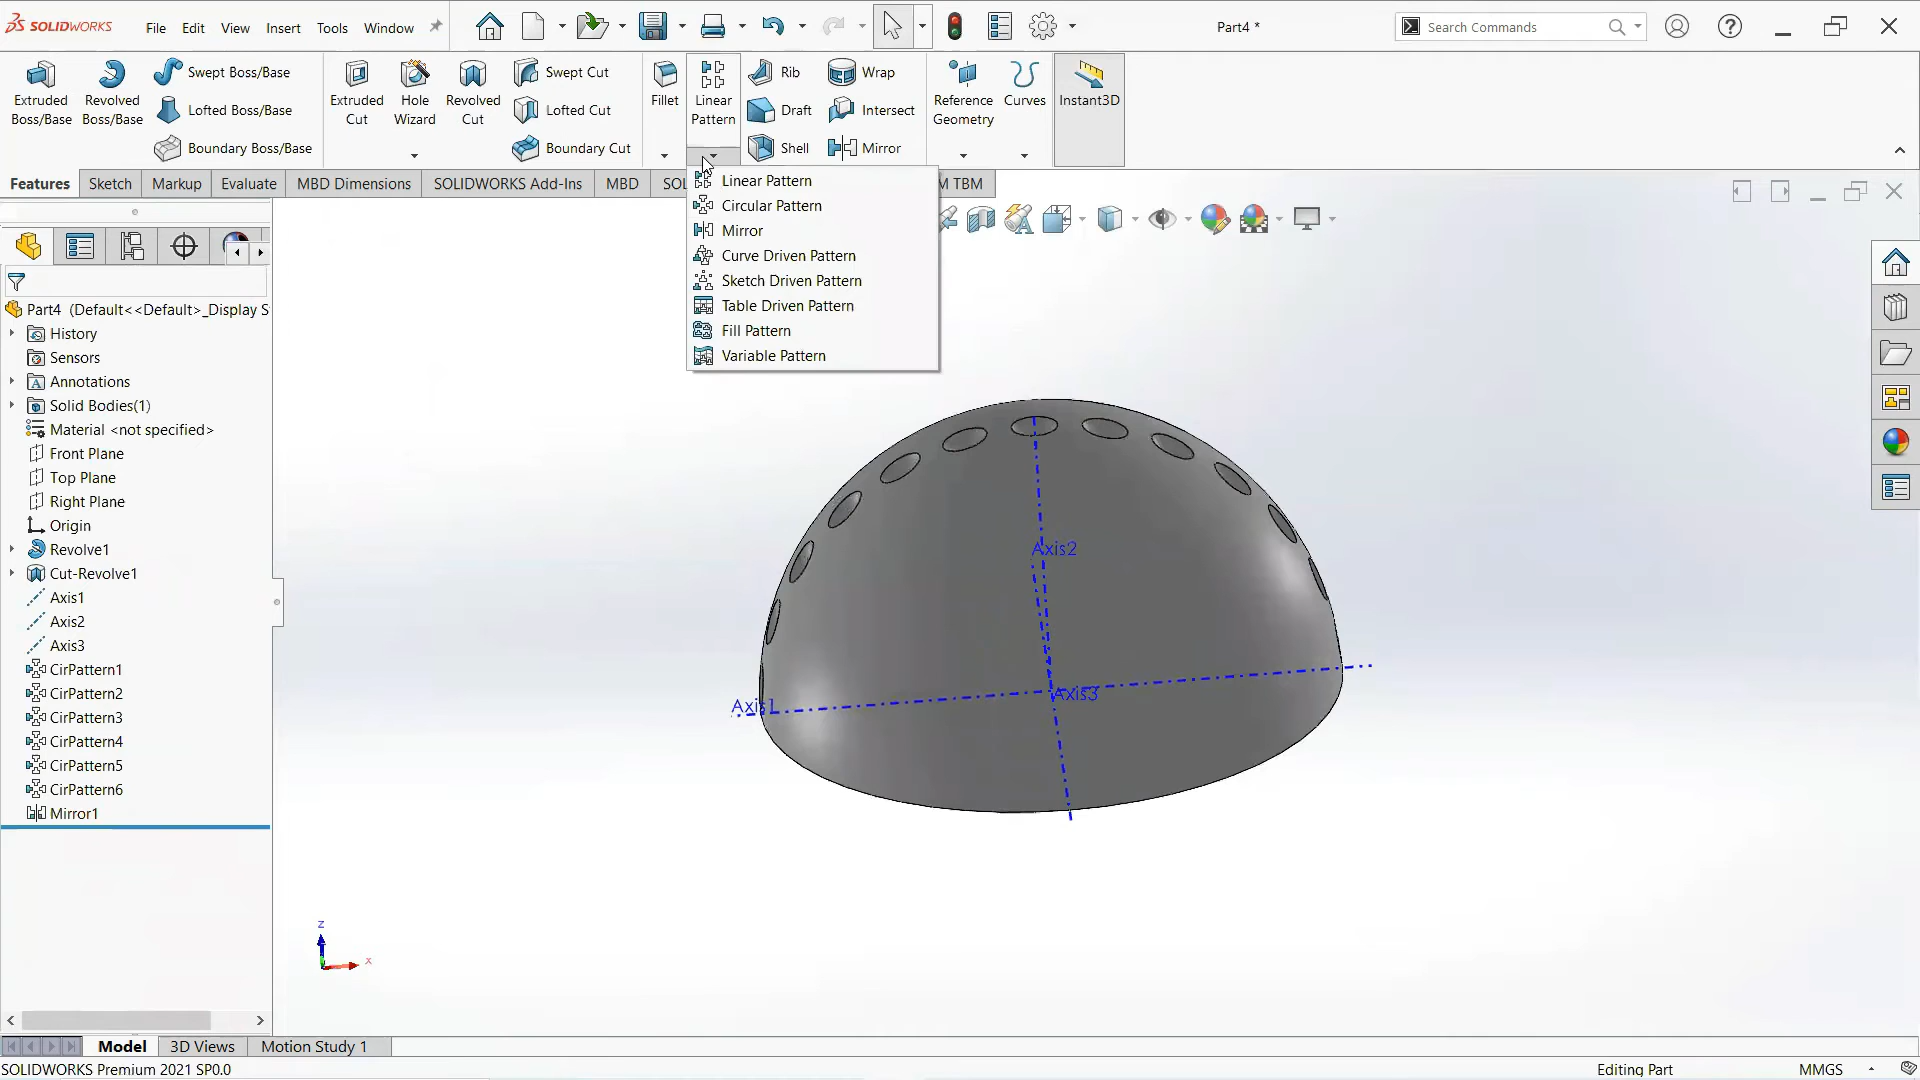 SOLIDWORKS
File Edit View Insert Tools Window
Part4 *
Search Commands
Extruded Boss/Base
Revolved Boss/Base
Swept Boss/Base
Lofted Boss/Base
Boundary Boss/Base
Extruded Cut
Hole Wizard
Revolved Cut
Swept Cut
Lofted Cut
Boundary Cut
Fillet
Linear Pattern
Rib
Draft
Shell
Wrap
Intersect
Mirror
Reference Geometry
Curves
Instant3D
Features Sketch Markup Evaluate MBD Dimensions SOLIDWORKS Add-Ins MBD SOL M TBM
Linear Pattern
Circular Pattern
Mirror
Curve Driven Pattern
Sketch Driven Pattern
Table Driven Pattern
Fill Pattern
Variable Pattern
Part4 (Default<<Default>_Display S
History
Sensors
Annotations
Solid Bodies(1)
Material <not specified>
Front Plane
Top Plane
Right Plane
Origin
Revolve1
Cut-Revolve1
Axis1
Axis2
Axis3
CirPattern1
CirPattern2
CirPattern3
CirPattern4
CirPattern5
CirPattern6
Mirror1
Axis2
Axis3
Axis1
z
x
Model 3D Views Motion Study 1
SOLIDWORKS Premium 2021 SP0.0
Editing Part
MMGS